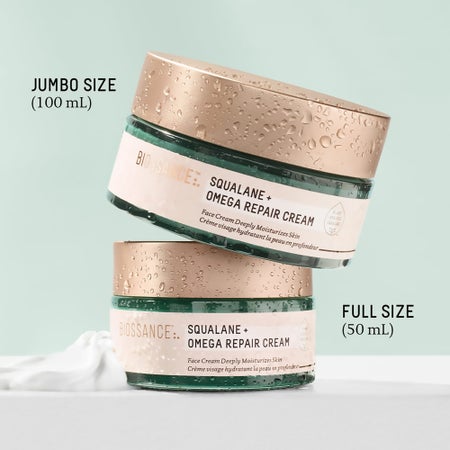 JUMBO SIZE
(100 mL)
BIOSSANCE
SQUALANE +
OMEGA REPAIR CREAM
Face Cream Deeply Moisturizes Skin
Crème visage hydratant la peau en profondeur
FULL SIZE
(50 mL)
BIOSSANCE
SQUALANE +
OMEGA REPAIR CREAM
Face Cream Deeply Moisturizes Skin
Crème visage hydratant la peau en profondeur